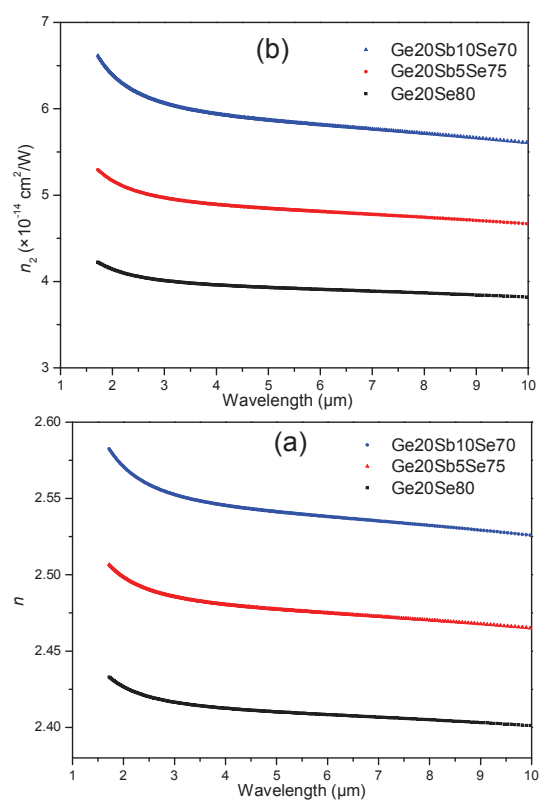 7
6
5
4
3
n2 (×10-14 cm2/W)
(b)
Ge20Sb10Se70
Ge20Sb5Se75
Ge20Se80
1 2 3 4 5 6 7 8 9 10
Wavelength (μm)
2.60
2.55
2.50
2.45
2.40
n
(a)
Ge20Sb10Se70
Ge20Sb5Se75
Ge20Se80
1 2 3 4 5 6 7 8 9 10
Wavelength (μm)